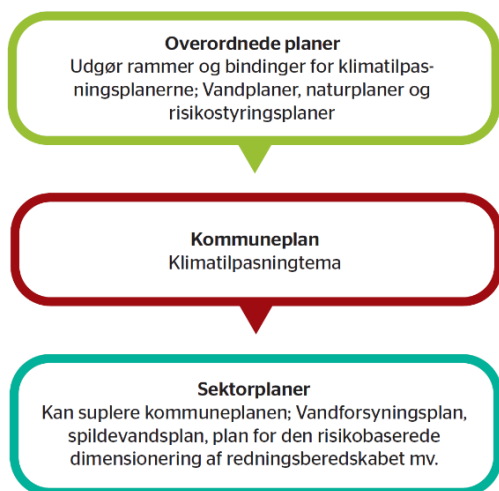 Overordnede planer
Udgør rammer og bindinger for klimatilpas-
ningsplanerne; Vandplaner, naturplaner og
risikostyringsplaner
Kommuneplan
Klimatilpasningtema
Sektorplaner
Kan suplere kommuneplanen; Vandforsyningsplan,
spildevandsplan, plan for den risikobaserede
dimensionering af redningsberedskabet mv.